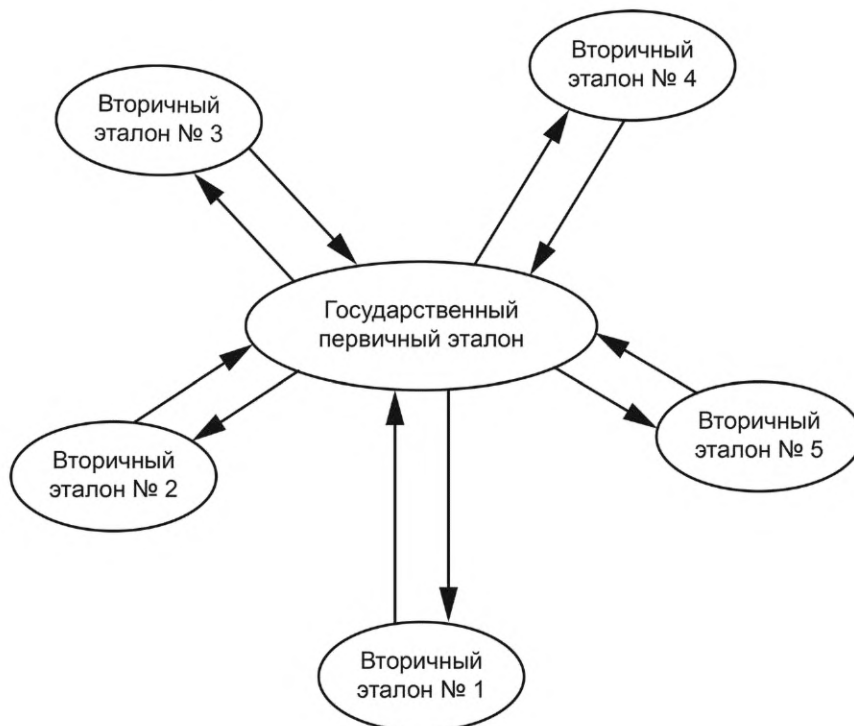 Вторичный
эталон № 4
Вторичный
эталон № 3
Государственный
первичный эталон
Вторичный
эталон № 5
Вторичный
эталон № 2
Вторичный
эталон № 1